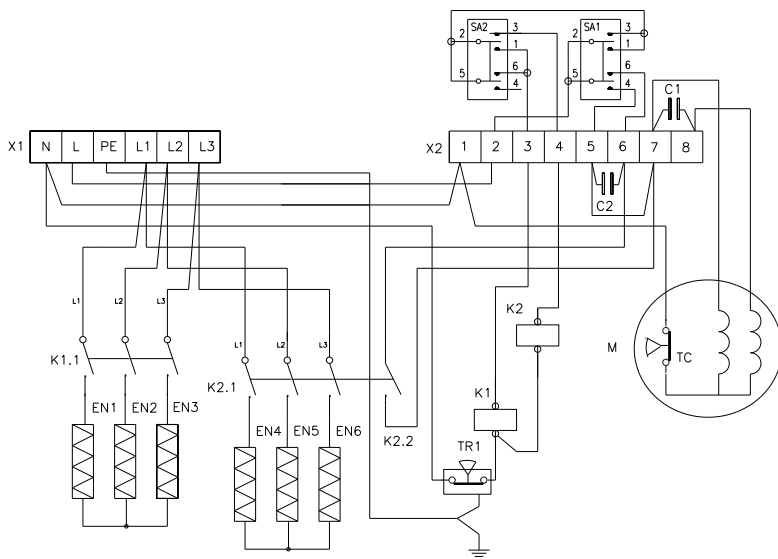 SA2
2
3
1
6
5
4
SA1
2
3
1
6
5
4
C1
X1 N L PE L1 L2 L3
X2 1 2 3 4 5 6 7 8
C2
L1 L2 L3
K1.1
L1 L2 L3
K2.1
K2
M
TC
K1
EN1 EN2 EN3
EN4 EN5 EN6
K2.2
TR1